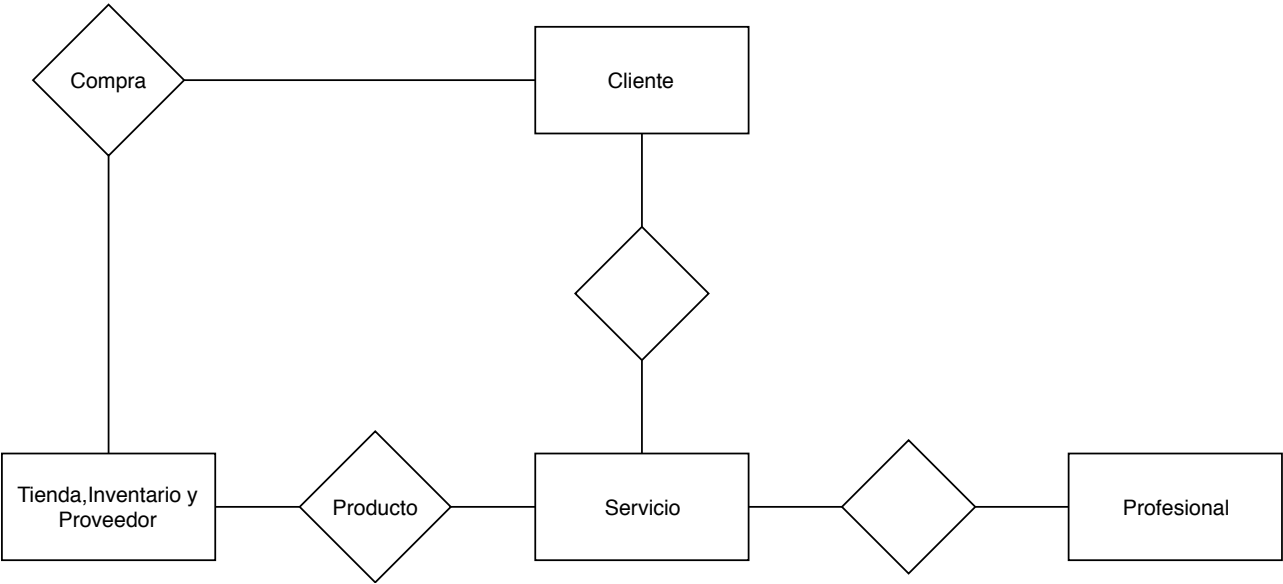 Compra
Cliente
Tienda,Inventario y
Proveedor
Producto
Servicio
Profesional